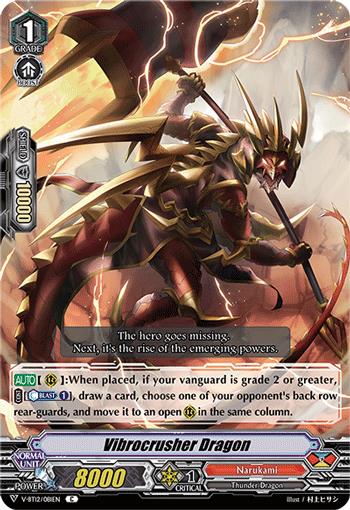 1
GRADE
BOOST
SHIELD
10000
The hero goes missing.
Next, it's the rise of the emerging powers.
AUTO [ ]:When placed, if your vanguard is grade 2 or greater,
[BLAST 1], draw a card, choose one of your opponent's back row
rear-guards, and move it to an open in the same column.
Vibrocrusher Dragon
NORMAL
UNIT
POWER
8000
1
CRITICAL
Narukami
Thunder Dragon
V-BT12/081EN C
Illust / 村上ヒサシ